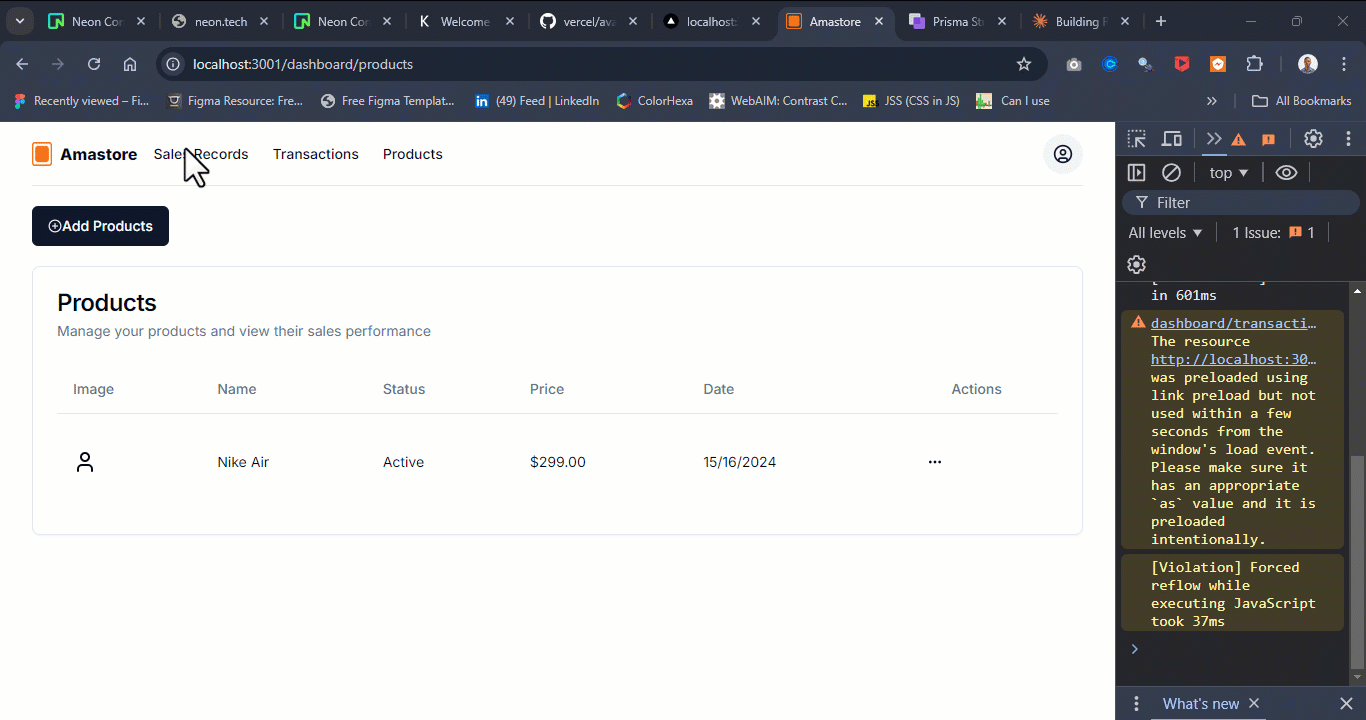 Neon Con
neon.tech
Neon Con
Welcome
vercel/ava
localhost:
Amastore
Prisma St
Building F
localhost:3001/dashboard/products
Recently viewed – Fi...
Figma Resource: Fre...
Free Figma Templat...
(49) Feed | LinkedIn
ColorHexa
WebAIM: Contrast C...
JSS (CSS in JS)
Can I use
All Bookmarks
Amastore
Sales Records
Transactions
Products
Add Products
Products
Manage your products and view their sales performance
Image Name Status Price Date Actions
Nike Air Active $299.00 15/16/2024 ...
top
Filter
All levels 1 Issue: 1
in 601ms
dashboard/transacti...
The resource
http://localhost:30...
was preloaded using
link preload but not
used within a few
seconds from the
window's load event.
Please make sure it
has an appropriate
`as` value and it is
preloaded
intentionally.
[Violation] Forced
reflow while
executing JavaScript
took 37ms
What's new